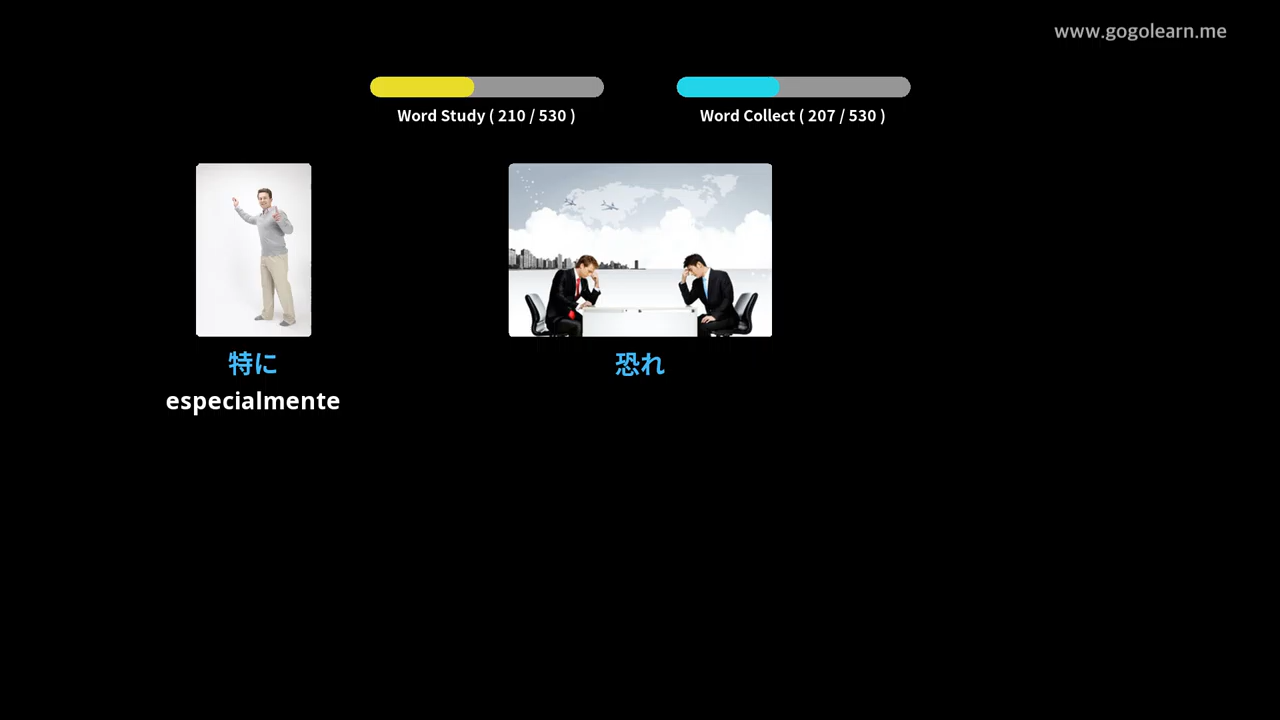 www.gogolearn.me
Word Study ( 210 / 530 )
Word Collect ( 207 / 530 )
特に
恐れ
especialmente